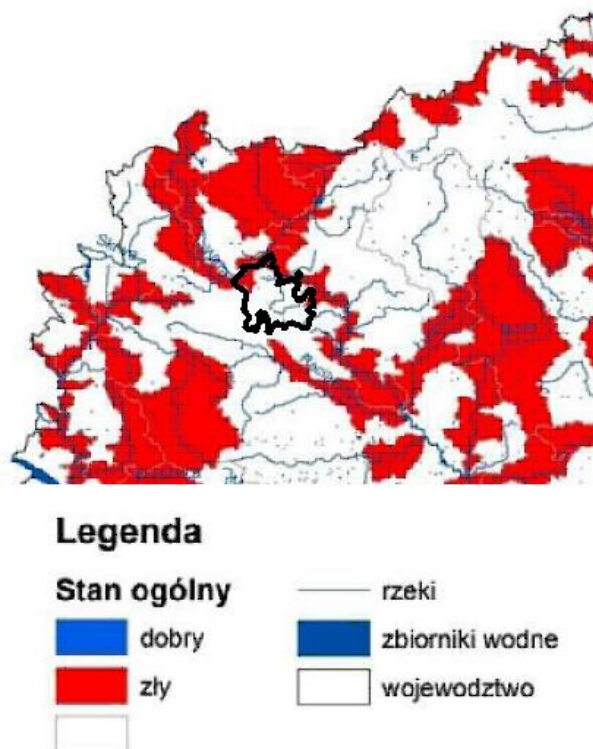 Legenda
Stan ogólny
rzeki
dobry
zbiorniki wodne
zły
wojewodztwo